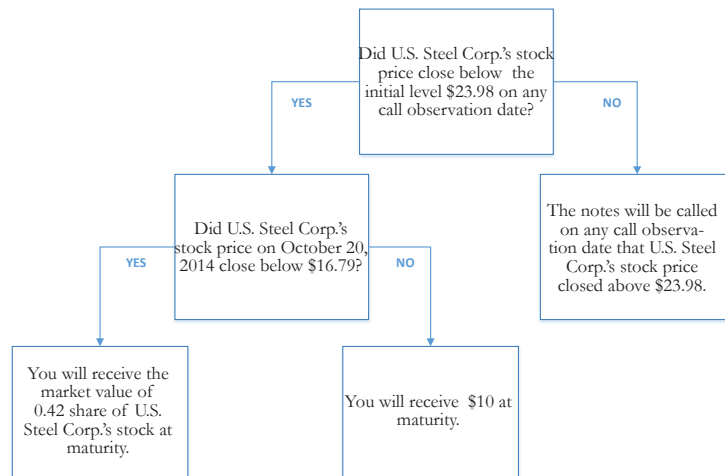 Did U.S. Steel Corp.'s stock
price close below the
initial level $23.98 on any
call observation date?
YES
NO
Did U.S. Steel Corp.'s
stock price on October 20,
2014 close below $16.79?
The notes will be called
on any call observa-
tion date that U.S. Steel
Corp.'s stock price
closed above $23.98.
YES
NO
You will receive the
market value of
0.42 share of U.S.
Steel Corp.'s stock at
maturity.
You will receive $10 at
maturity.